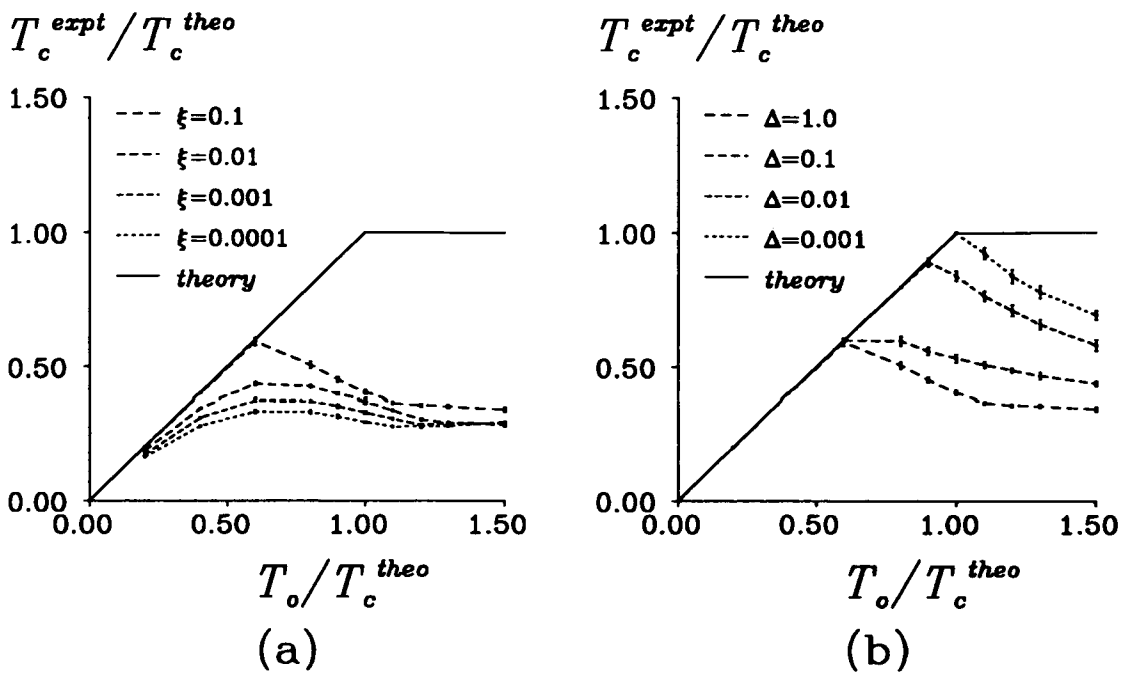 T_c^expt / T_c^theo
1.50
ξ=0.1
ξ=0.01
ξ=0.001
1.00
ξ=0.0001
theory
0.50
0.00
0.00 0.50 1.00 1.50
T_o / T_c^theo
(a)
T_c^expt / T_c^theo
1.50
Δ=1.0
Δ=0.1
Δ=0.01
1.00
Δ=0.001
theory
0.50
0.00
0.00 0.50 1.00 1.50
T_o / T_c^theo
(b)